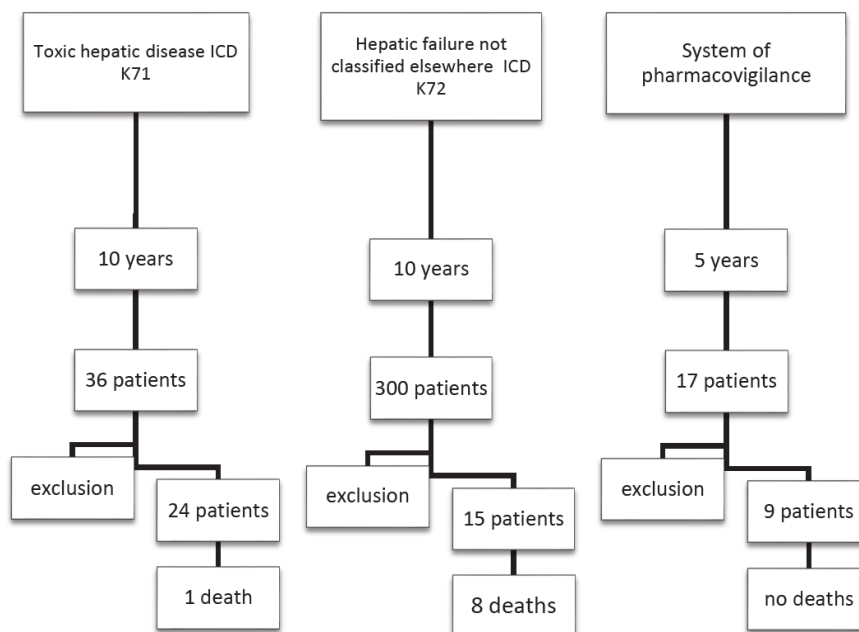 Toxic hepatic disease ICD
K71
10 years
36 patients
exclusion
24 patients
1 death
Hepatic failure not
classified elsewhere ICD
K72
10 years
300 patients
exclusion
15 patients
8 deaths
System of
pharmacovigilance
5 years
17 patients
exclusion
9 patients
no deaths